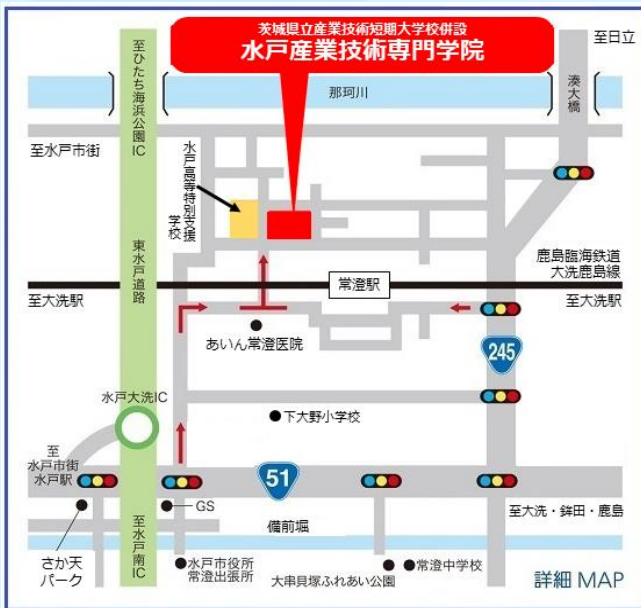 茨城県立産業技術短期大学校併設
水戸産業技術専門学院
至ひたち海浜公園IC
那珂川
湊大橋
至日立
至水戸市街
水戸高等特別支援
学校
東水戸道路
鹿島臨海鉄道
大洗鹿島線
常澄駅
至大洗駅
至大洗駅
あいん常澄医院
245
水戸大洗IC
下大野小学校
至
水戸市街
水戸駅
51
GS
至大洗・鉾田・鹿島
備前堀
さか天
パーク
至水戸南IC
水戸市役所
常澄出張所
大串貝塚ふれあい公園
常澄中学校
詳細 MAP